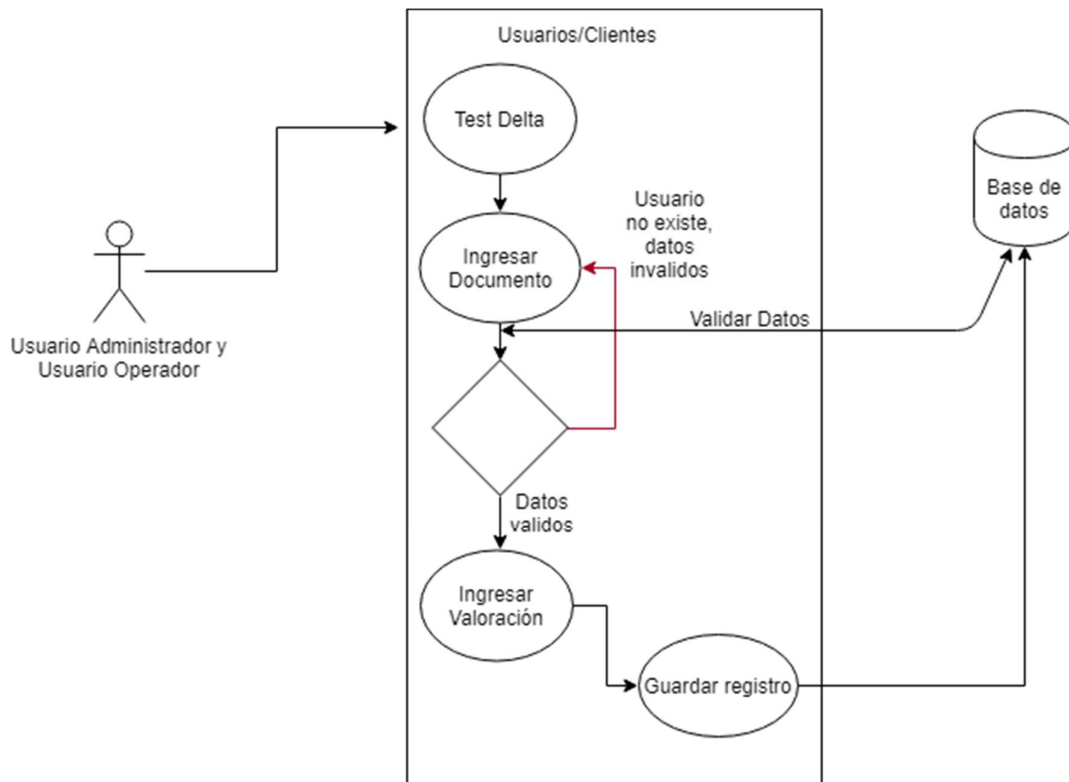 Usuarios/Clientes
Test Delta
Usuario
no existe,
datos
invalidos
Base de
datos
Ingresar
Documento
Validar Datos
Usuario Administrador y
Usuario Operador
Datos
validos
Ingresar
Valoración
Guardar registro